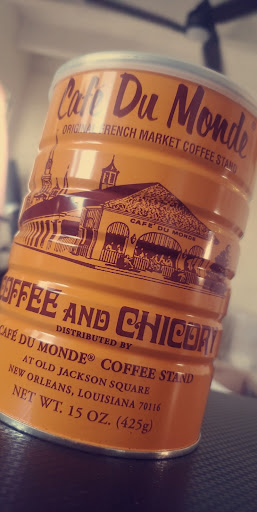 Café Du Monde®
ORIGINAL FRENCH MARKET COFFEE STAND
CAFE DU MONDE
COFFEE AND CHICORY
DISTRIBUTED BY
CAFÉ DU MONDE® COFFEE STAND
AT OLD JACKSON SQUARE
NEW ORLEANS, LOUISIANA 70116
NET WT. 15 OZ. (425g)